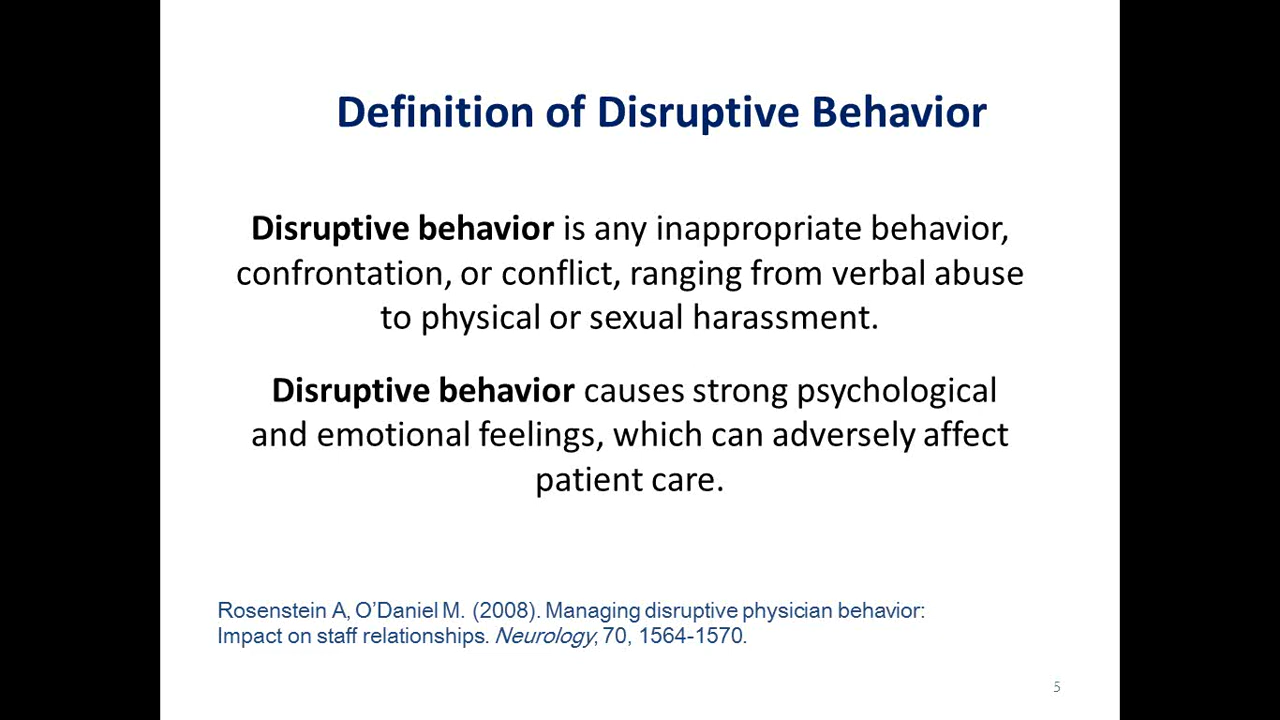 Definition of Disruptive Behavior
Disruptive behavior is any inappropriate behavior,
confrontation, or conflict, ranging from verbal abuse
to physical or sexual harassment.
Disruptive behavior causes strong psychological
and emotional feelings, which can adversely affect
patient care.
Rosenstein A, O’Daniel M. (2008). Managing disruptive physician behavior:
Impact on staff relationships. Neurology, 70, 1564-1570.
5